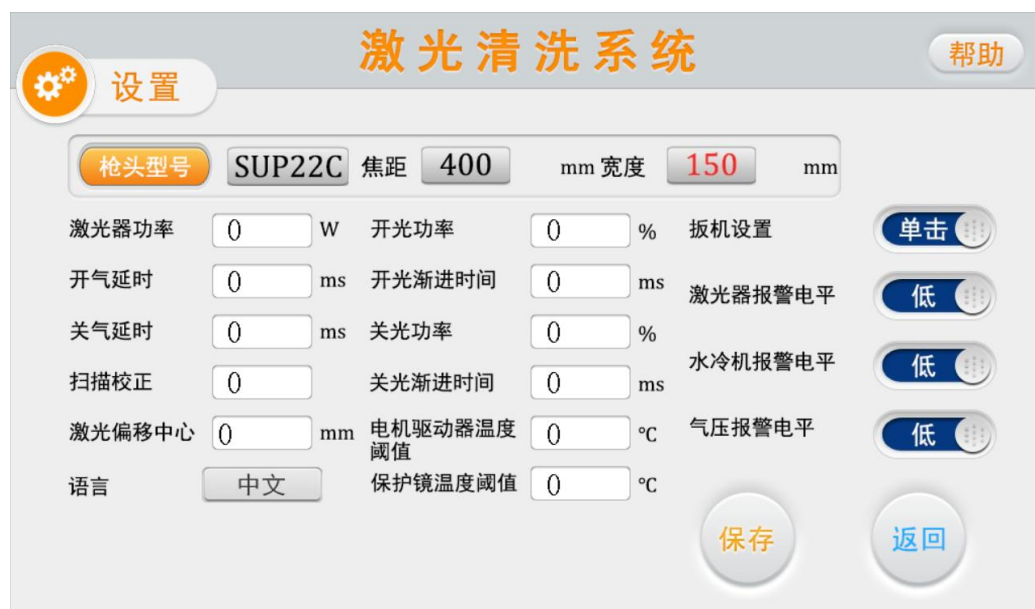 激光清洗系统
帮助
设置
枪头型号 SUP22C 焦距 400 mm 宽度 150 mm
激光器功率 0 W 开光功率 0 % 扳机设置 单击
开气延时 0 ms 开光渐进时间 0 ms 激光器报警电平 低
关气延时 0 ms 关光功率 0 %
扫描校正 0 关光渐进时间 0 ms 水冷机报警电平 低
激光偏移中心 0 mm 电机驱动器温度
阈值 0 ℃ 气压报警电平 低
语言 中文 保护镜温度阈值 0 ℃
保存 返回